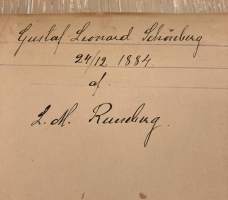 Gustaf Leonard Schönberg
24/12 1884.
af
L. M. Runeberg.